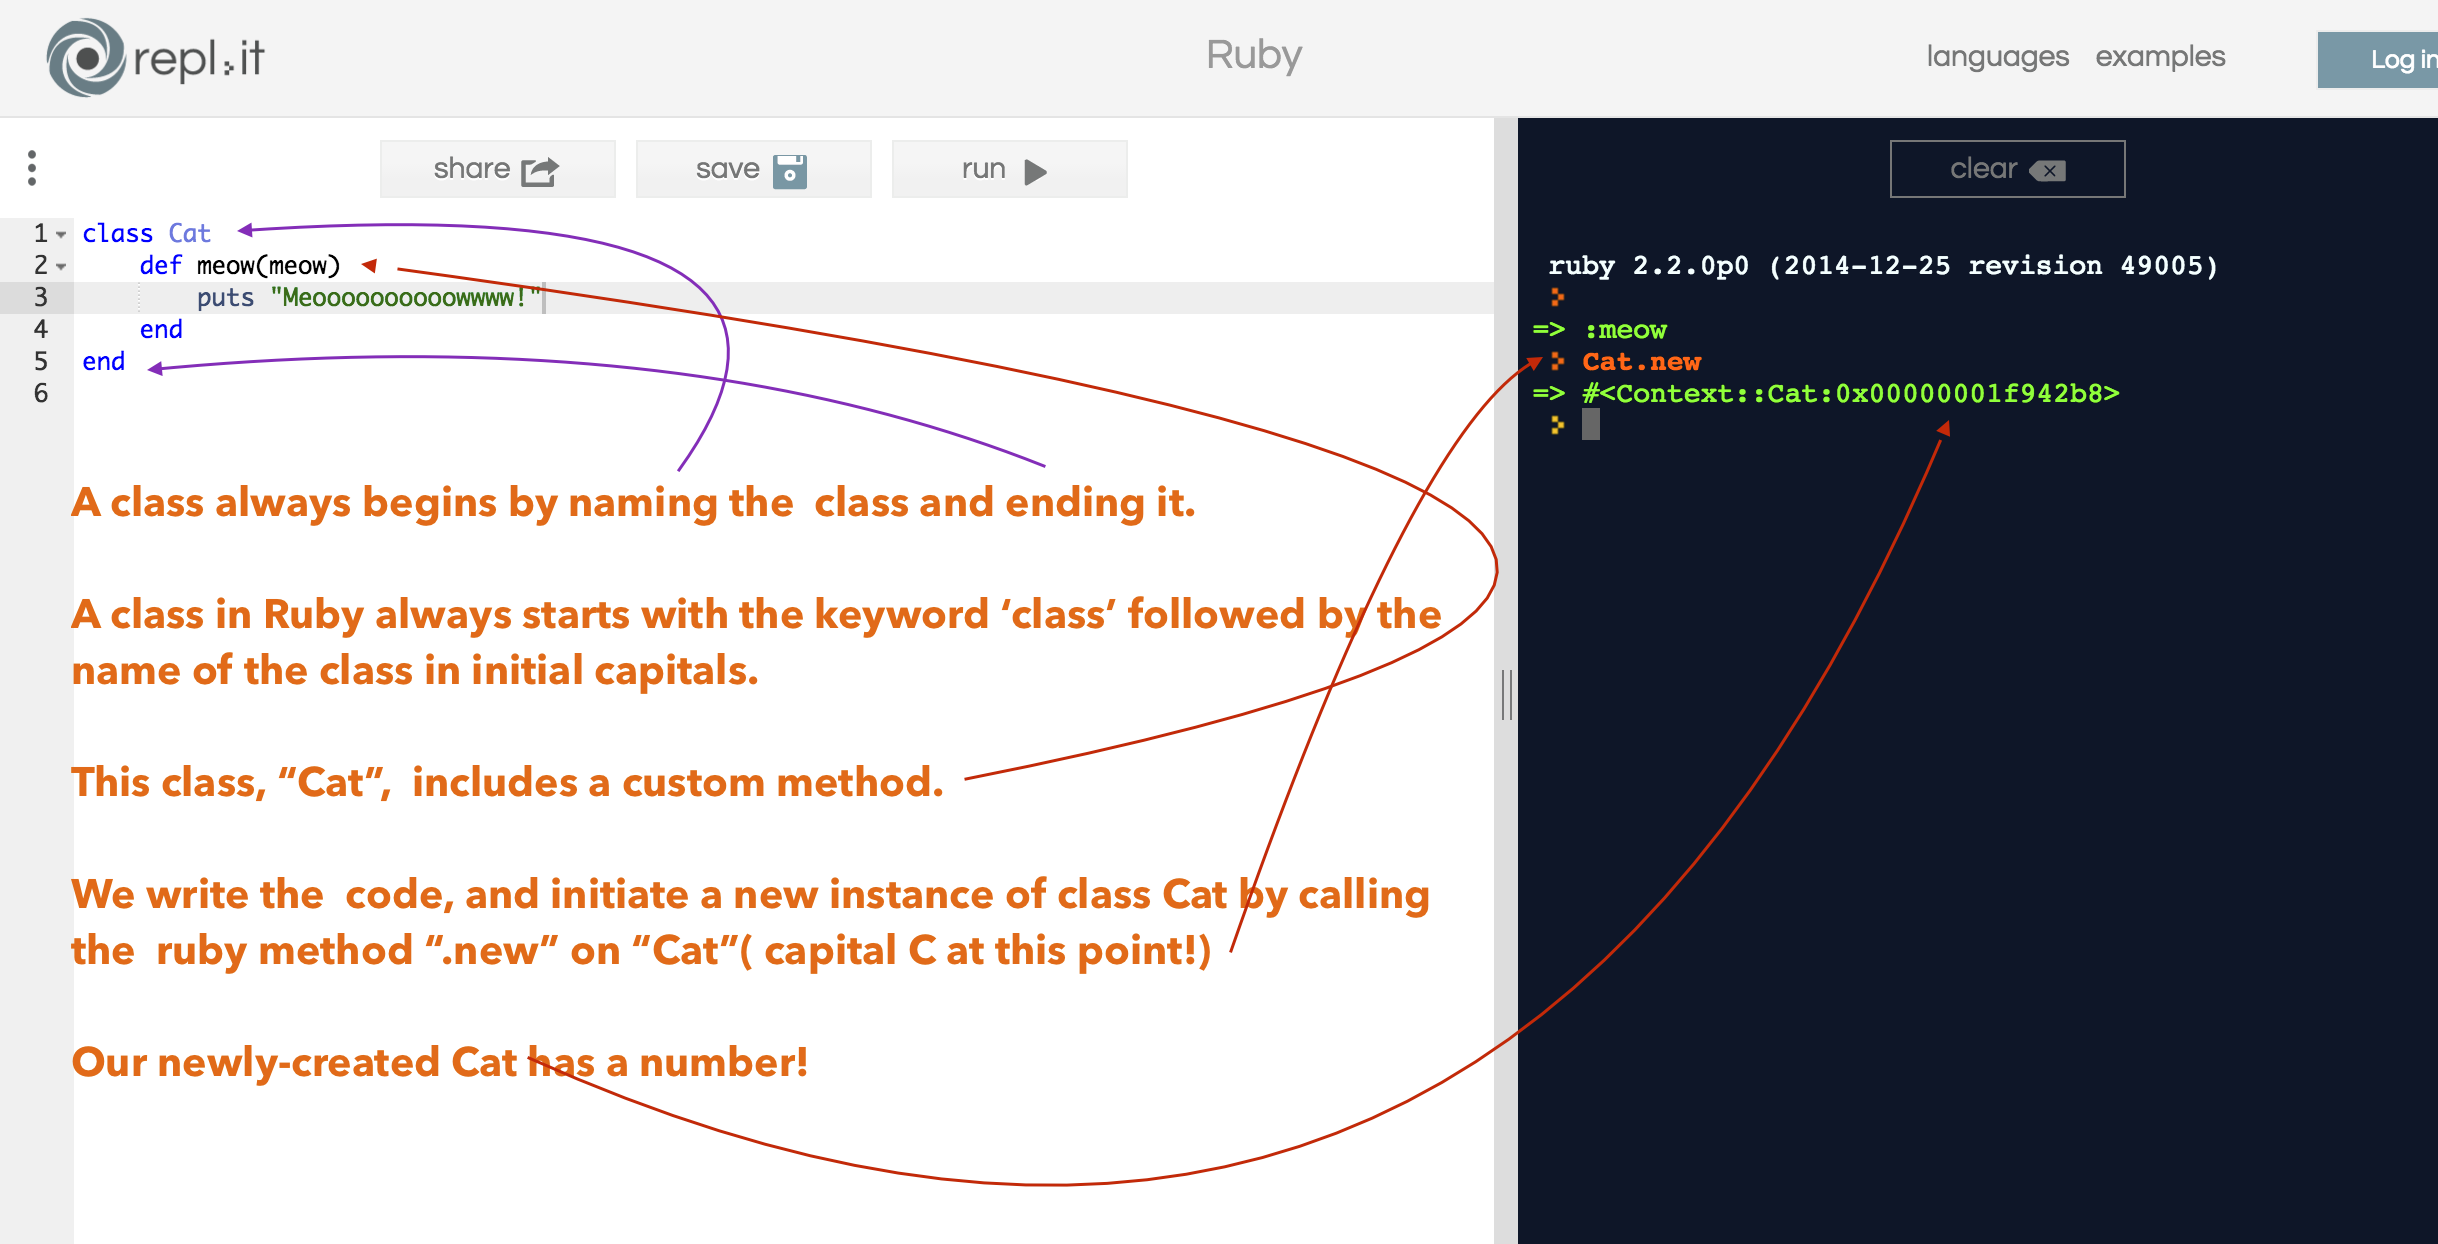 repl.it
Ruby
languages examples
Log in
share
save
run
clear
1 class Cat
2 def meow(meow)
3 puts "Meoooooooooowwww!"
4 end
5 end
6
A class always begins by naming the class and ending it.
A class in Ruby always starts with the keyword ‘class’ followed by the
name of the class in initial capitals.
This class, “Cat”, includes a custom method.
We write the code, and initiate a new instance of class Cat by calling
the ruby method “.new” on “Cat”( capital C at this point!)
Our newly-created Cat has a number!
ruby 2.2.0p0 (2014-12-25 revision 49005)
=> :meow
Cat.new
=> #<Context::Cat:0x00000001f942b8>